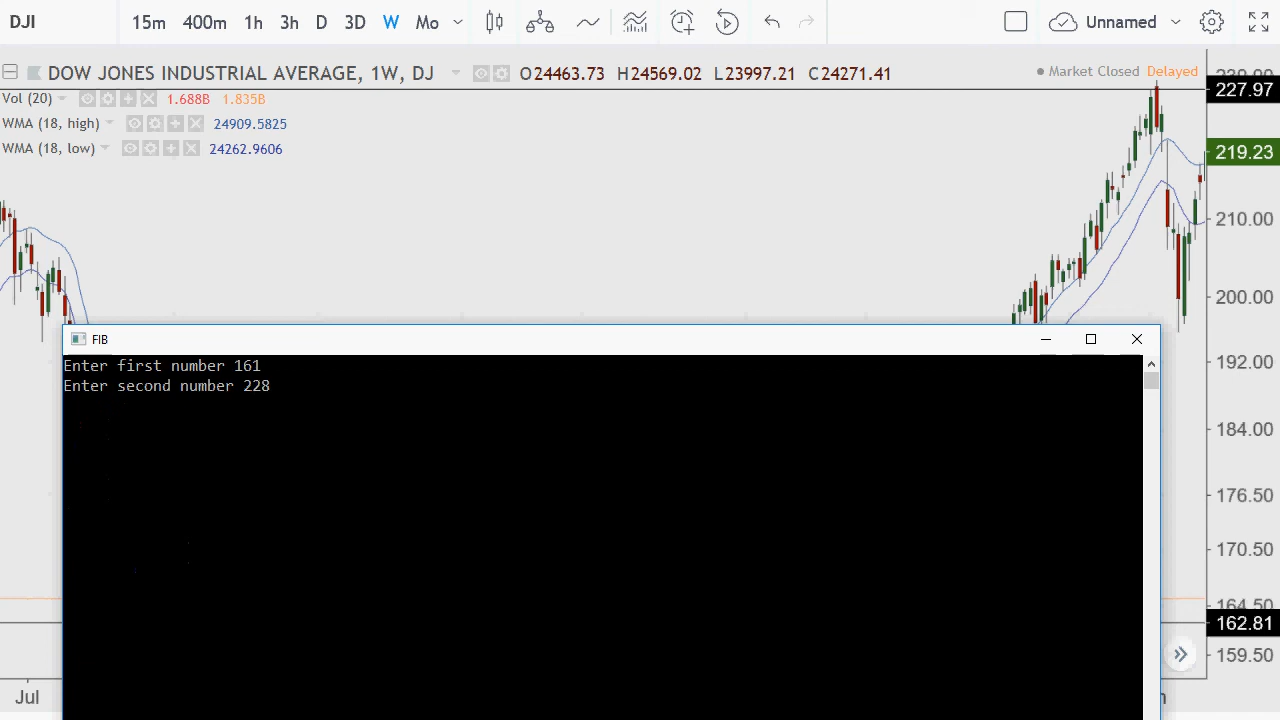 DJI 15m 400m 1h 3h D 3D W Mo Unnamed
DOW JONES INDUSTRIAL AVERAGE, 1W, DJ O24463.73 H24569.02 L23997.21 C24271.41 Market Closed Delayed
227.97
Vol (20) 1.688B 1.835B
WMA (18, high) 24909.5825
WMA (18, low) 24262.9606
219.23
210.00
200.00
FIB
Enter first number 161
Enter second number 228
192.00
184.00
176.50
170.50
164.50
162.81
159.50
Jul